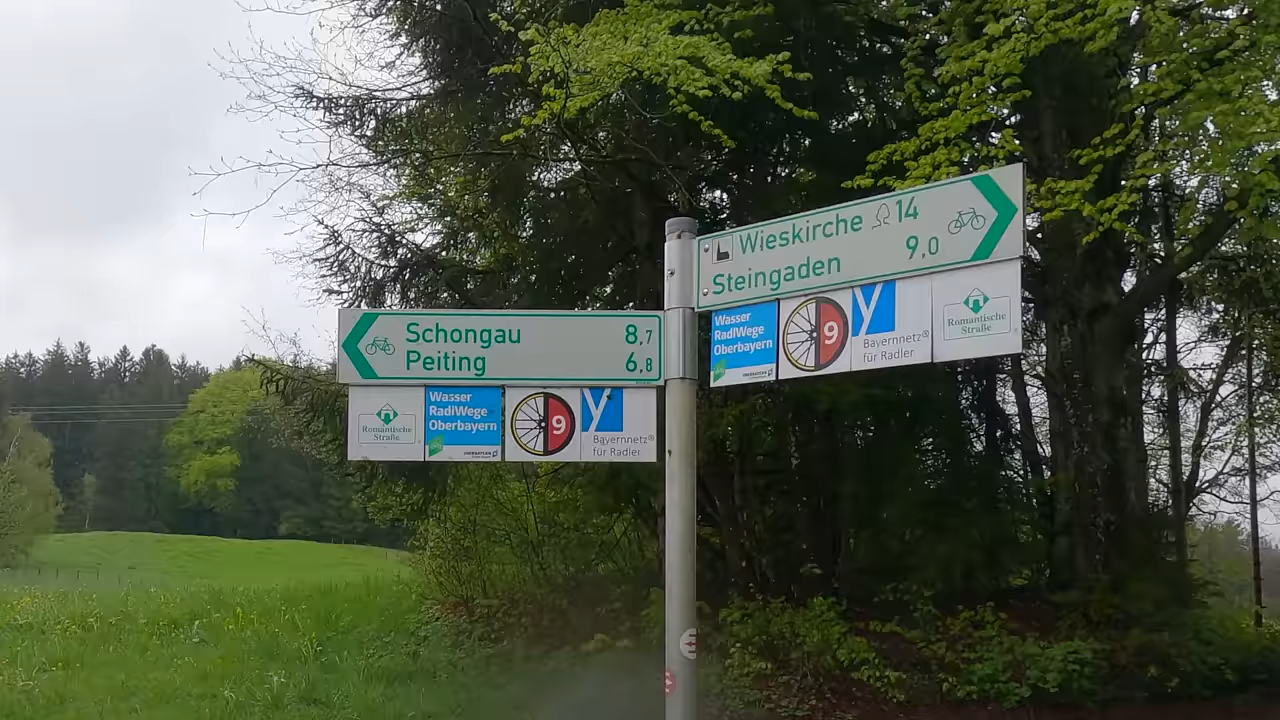 Schongau 8,7
Peiting 6,8
Romantische
Straße
Wasser
RadlWege
Oberbayern
9
Bayernnetz®
für Radler
Wieskirche 14
Steingaden 9,0
Wasser
RadlWege
Oberbayern
9
Bayernnetz®
für Radler
Romantische
Straße